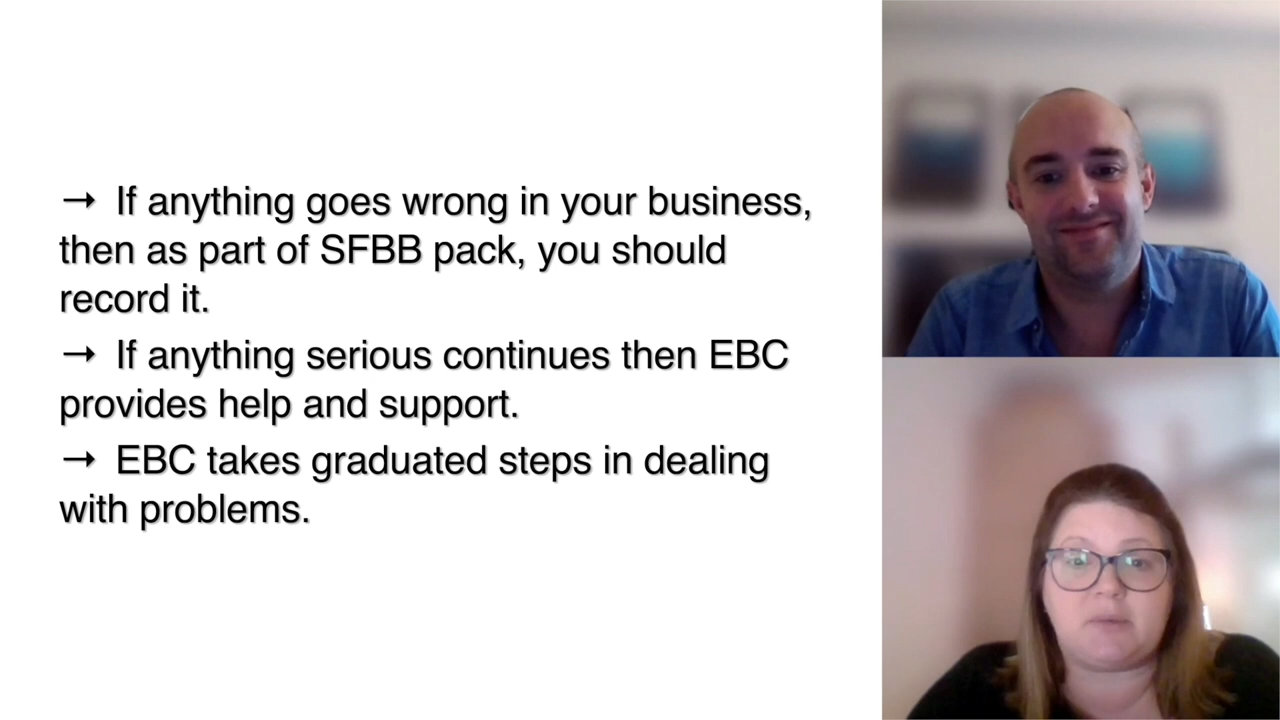 → If anything goes wrong in your business,
then as part of SFBB pack, you should
record it.
→ If anything serious continues then EBC
provides help and support.
→ EBC takes graduated steps in dealing
with problems.